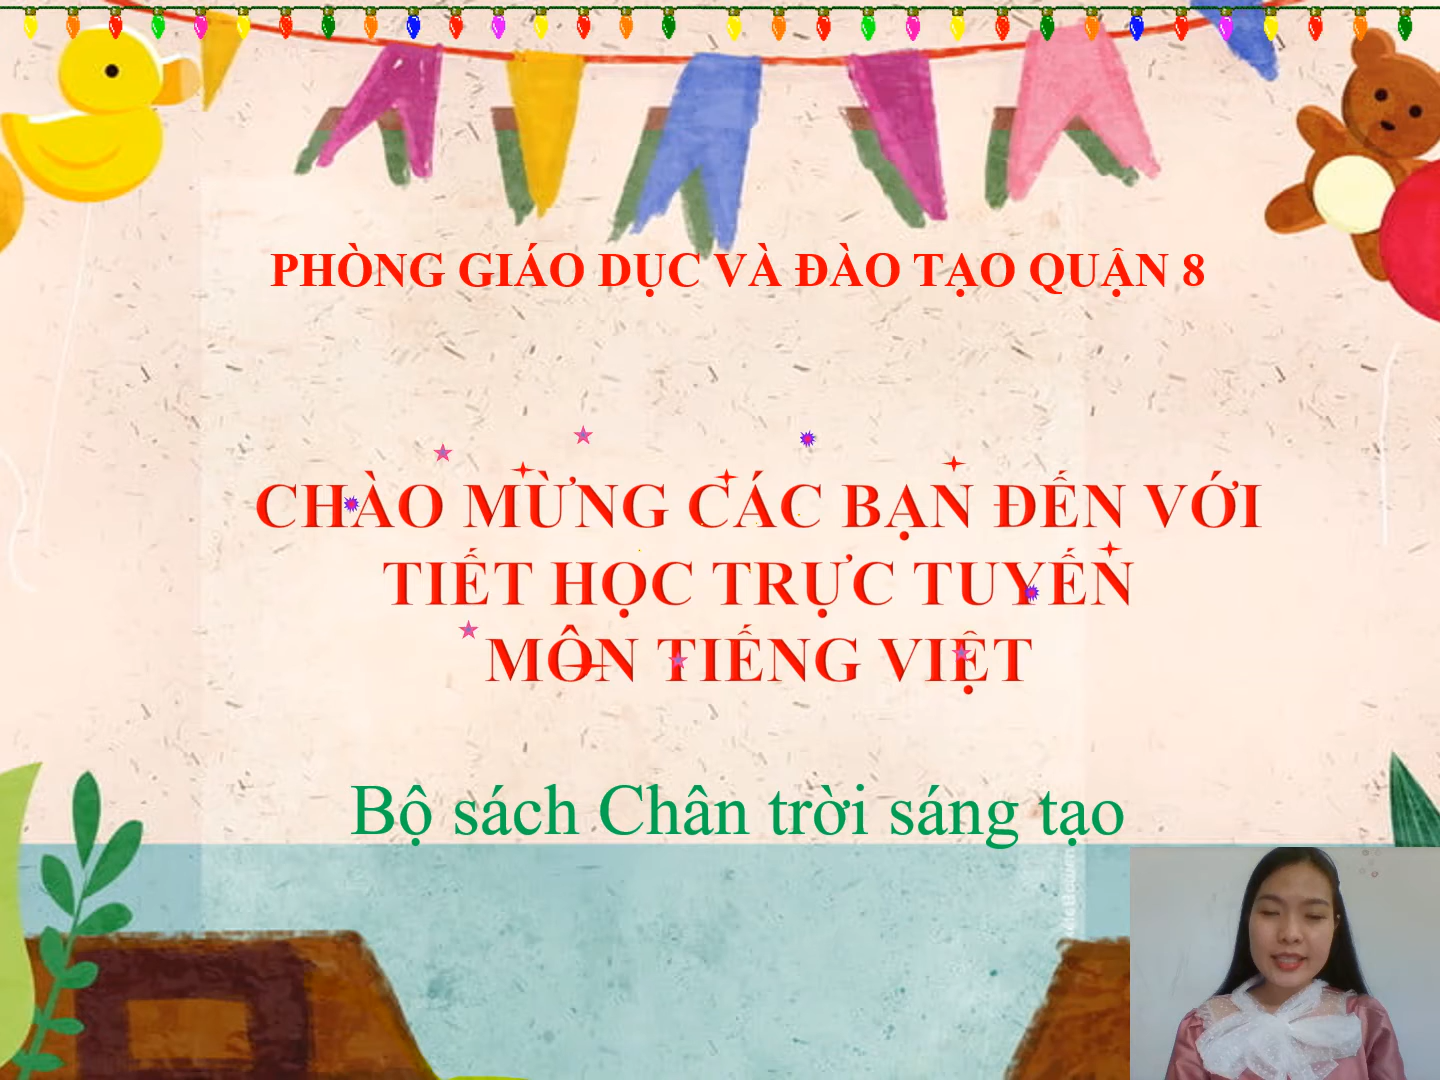 PHÒNG GIÁO DỤC VÀ ĐÀO TẠO QUẬN 8
CHÀO MỪNG CÁC BẠN ĐẾN VỚI
TIẾT HỌC TRỰC TUYẾN
MÔN TIẾNG VIỆT
Bộ sách Chân trời sáng tạo